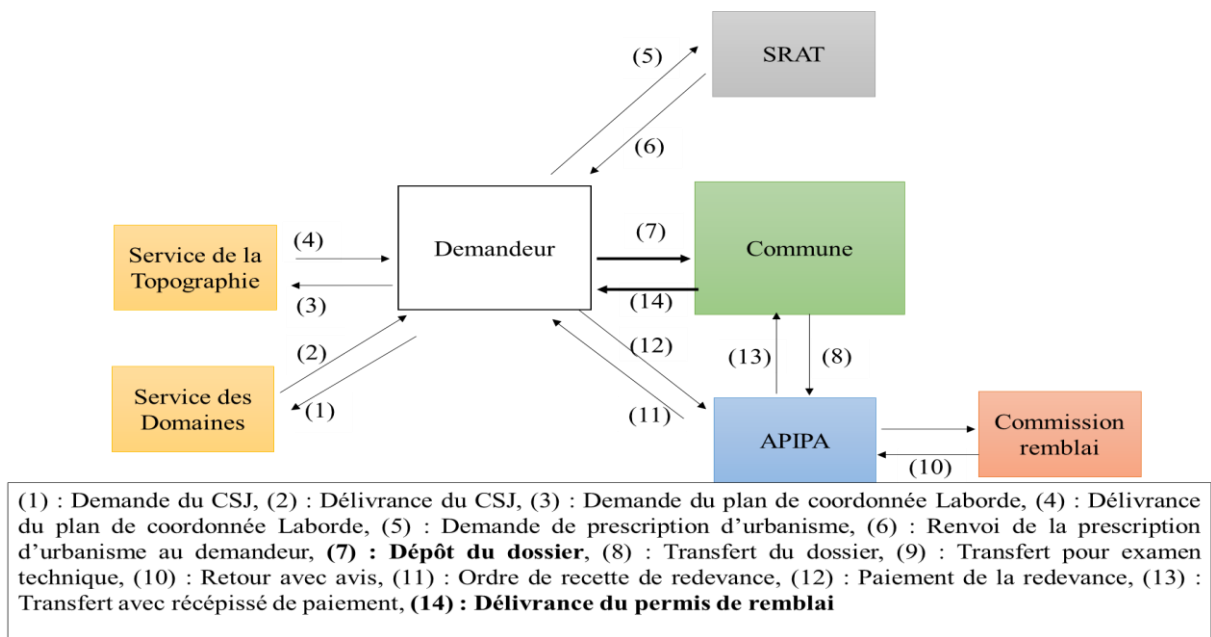 (5)
SRAT
(6)
Service de la
Topographie
(4)
(3)
Demandeur
(7)
(14)
Commune
(2)
(1)
Service des
Domaines
(12)
(11)
(13)
(8)
APIPA
(10)
Commission
remblai
(1) : Demande du CSJ, (2) : Délivrance du CSJ, (3) : Demande du plan de coordonnée Laborde, (4) : Délivrance
du plan de coordonnée Laborde, (5) : Demande de prescription d’urbanisme, (6) : Renvoi de la prescription
d’urbanisme au demandeur, (7) : Dépôt du dossier, (8) : Transfert du dossier, (9) : Transfert pour examen
technique, (10) : Retour avec avis, (11) : Ordre de recette de redevance, (12) : Paiement de la redevance, (13) :
Transfert avec récépissé de paiement, (14) : Délivrance du permis de remblai